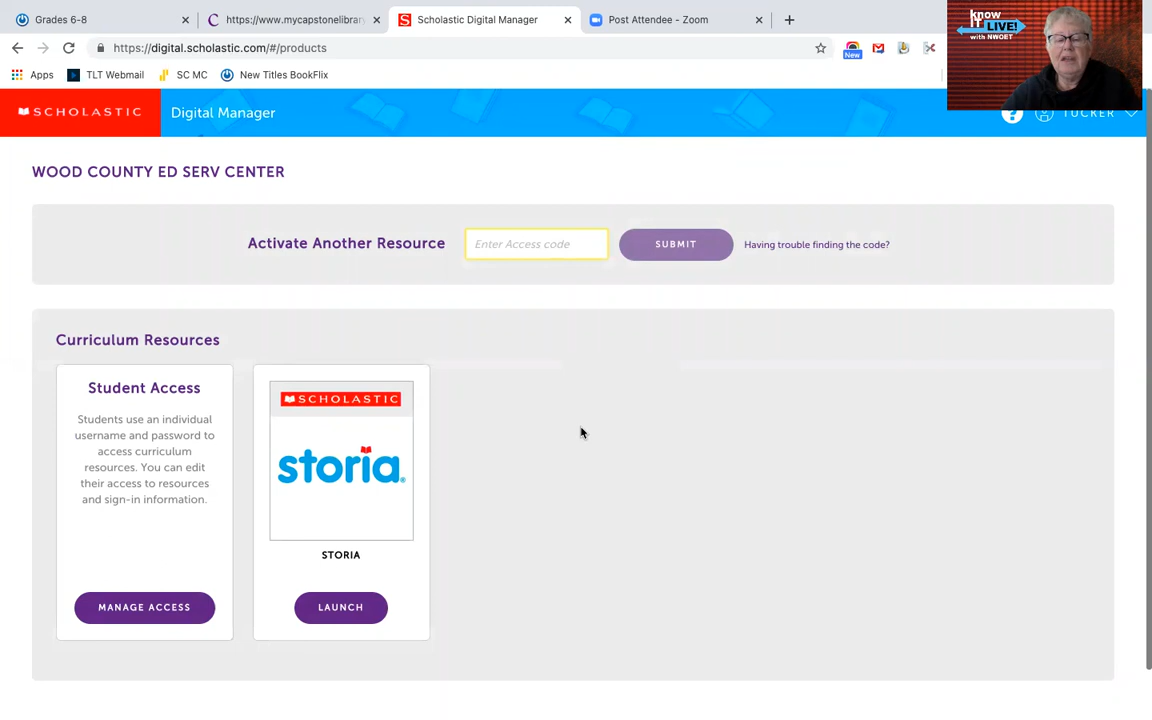 Grades 6-8
https://www.mycapstonelibrary
Scholastic Digital Manager
Post Attendee - Zoom
https://digital.scholastic.com/#/products
New
Apps
TLT Webmail
SC MC
New Titles BookFlix
know
it
LIVE!
with NWOET
SCHOLASTIC
Digital Manager
?
TUCKER
WOOD COUNTY ED SERV CENTER
Activate Another Resource
Enter Access code
SUBMIT
Having trouble finding the code?
Curriculum Resources
Student Access
Students use an individual
username and password to
access curriculum
resources. You can edit
their access to resources
and sign-in information.
MANAGE ACCESS
SCHOLASTIC
storia®
STORIA
LAUNCH